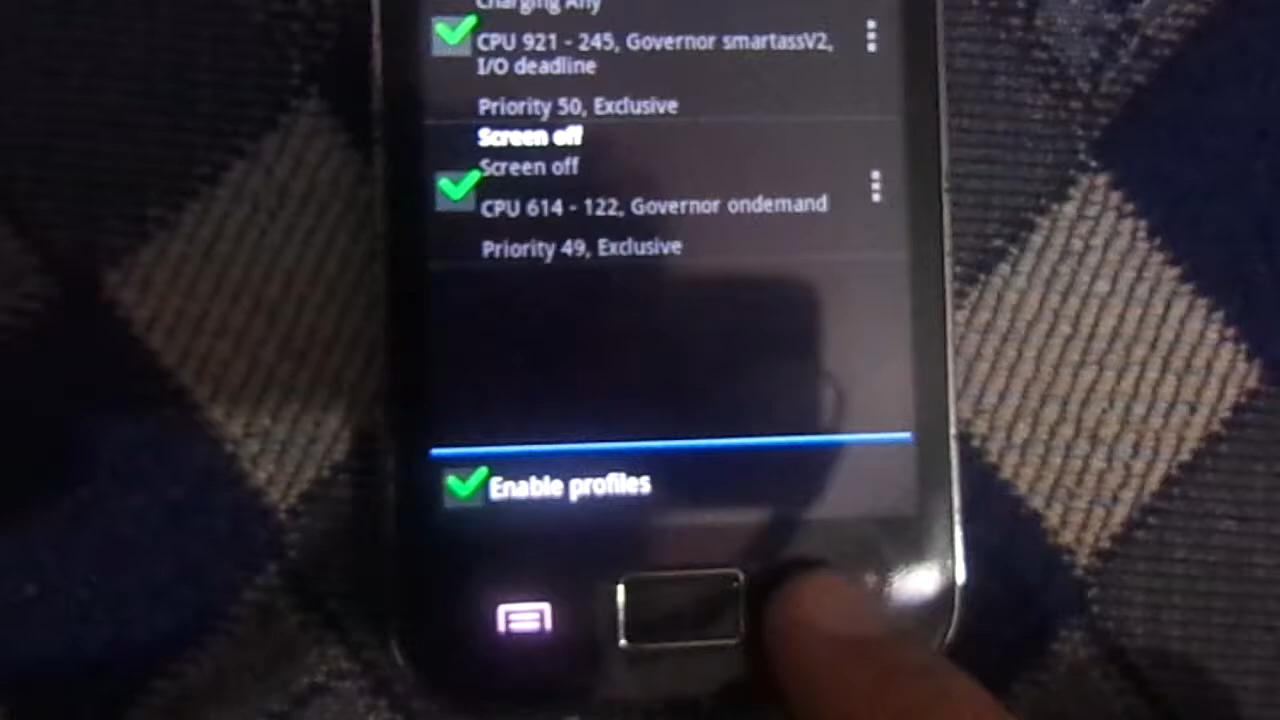 Charging Any
CPU 921 - 245, Governor smartassV2,
I/O deadline
Priority 50, Exclusive
Screen off
Screen off
CPU 614 - 122, Governor ondemand
Priority 49, Exclusive
Enable profiles